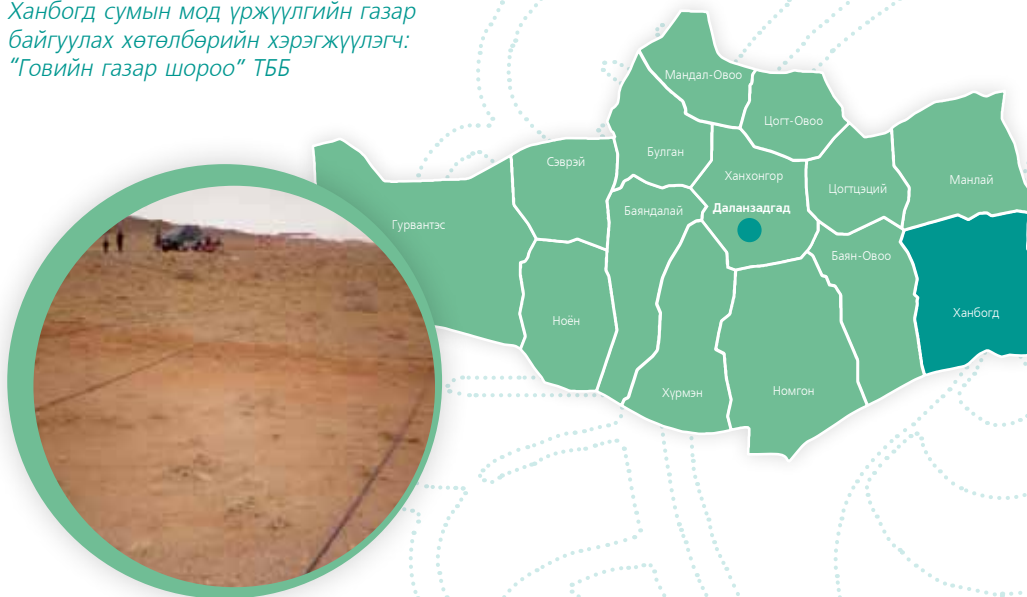 Ханбогд сумын мод үржүүлгийн газар
байгуулах хөтөлбөрийн хэрэгжүүлэгч:
“Говийн газар шороо” ТББ
Мандал-Овоо
Цогт-Овоо
Булган
Сэврэй
Ханхонгор
Цогтцэций
Манлай
Гурвантэс
Баяндалай
Даланзадгад
Баян-Овоо
Ноён
Ханбогд
Хүрмэн
Номгон